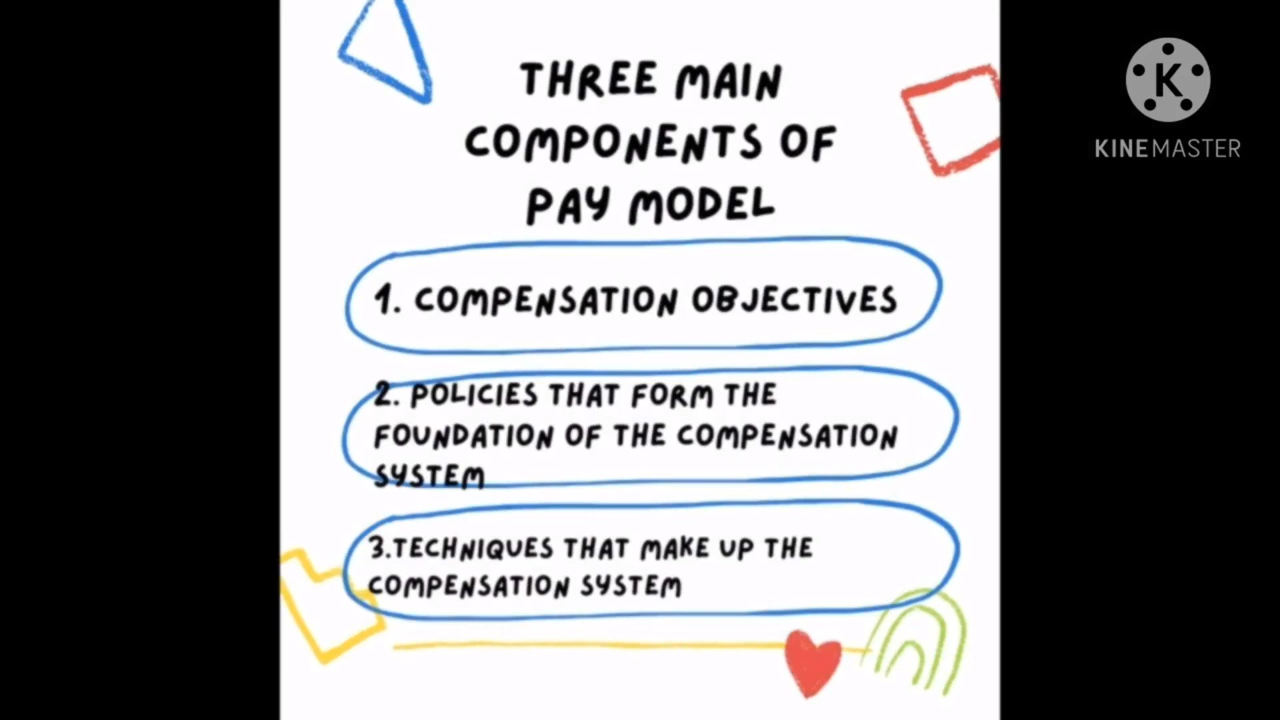 THREE MAIN
COMPONENTS OF
PAY MODEL
1. COMPENSATION OBJECTIVES
2. POLICIES THAT FORM THE
FOUNDATION OF THE COMPENSATION
SYSTEM
3.TECHNIQUES THAT MAKE UP THE
COMPENSATION SYSTEM
K
KINEMASTER